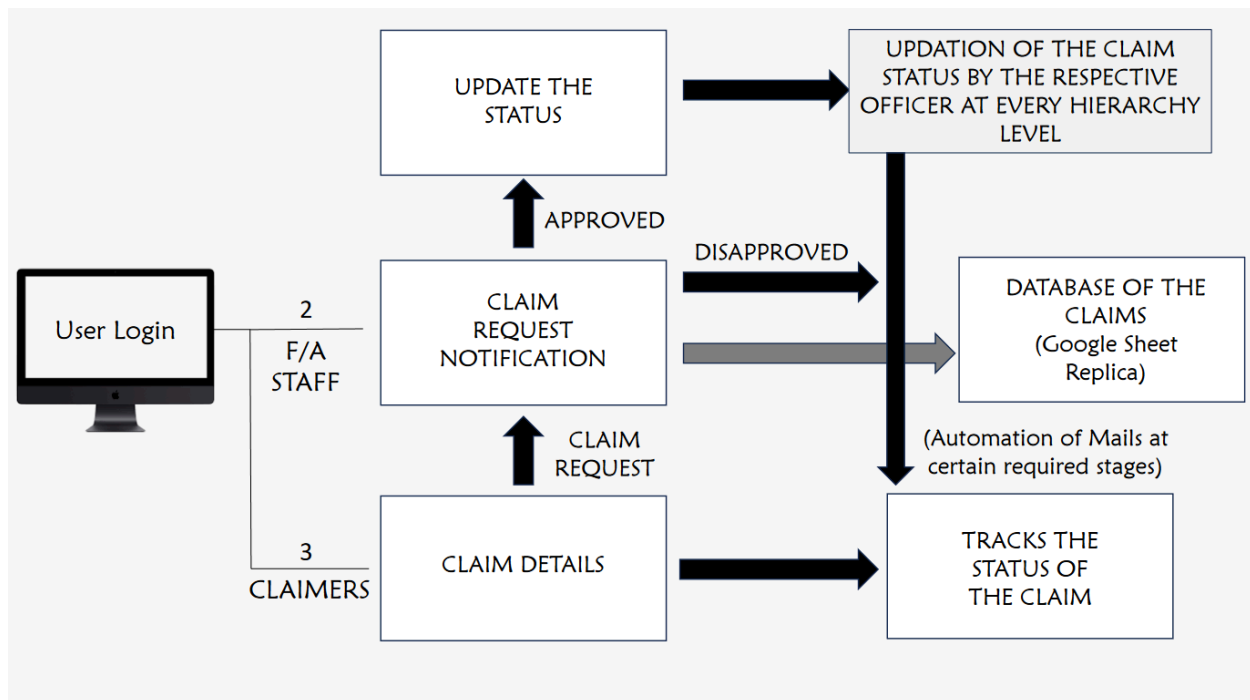 UPDATE THE
STATUS
UPDATION OF THE CLAIM
STATUS BY THE RESPECTIVE
OFFICER AT EVERY HIERARCHY
LEVEL
APPROVED
DISAPPROVED
User Login
2
F/A
STAFF
CLAIM
REQUEST
NOTIFICATION
DATABASE OF THE
CLAIMS
(Google Sheet
Replica)
CLAIM
REQUEST
(Automation of Mails at
certain required stages)
3
CLAIMERS
CLAIM DETAILS
TRACKS THE
STATUS OF
THE CLAIM